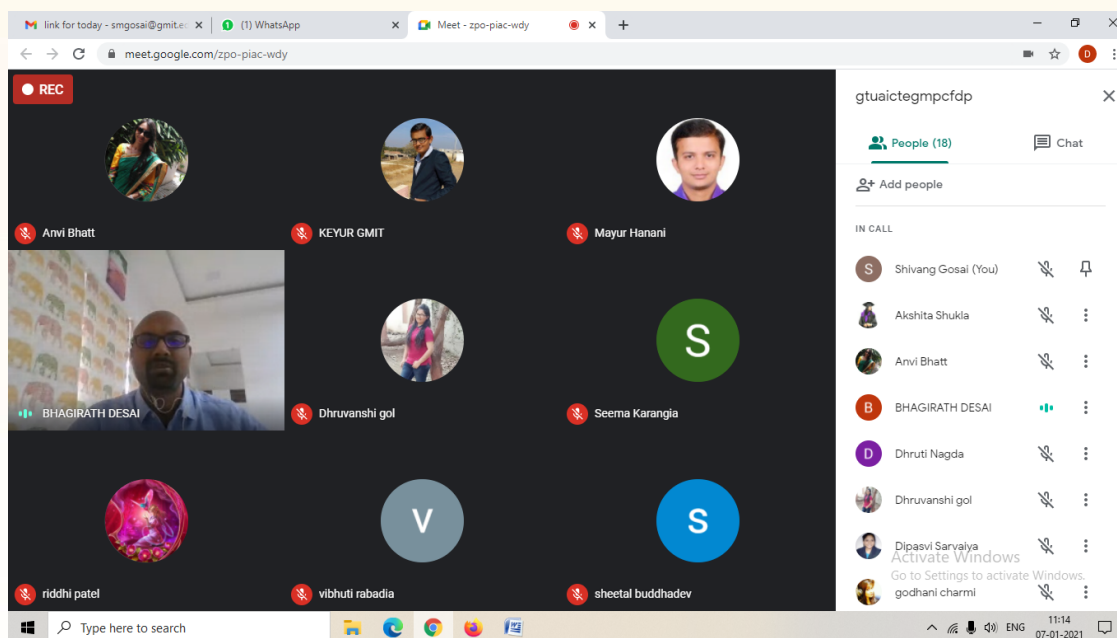 link for today - smgosai@gmit.ed
(1) WhatsApp
Meet - zpo-piac-wdy
meet.google.com/zpo-piac-wdy
D
REC
Anvi Bhatt
KEYUR GMIT
Mayur Hanani
BHAGIRATH DESAI
Dhruvanshi gol
S
Seema Karangia
riddhi patel
V
vibhuti rabadia
S
sheetal buddhadev
gtuaictegmpcfdp
People (18)
Chat
Add people
IN CALL
S
Shivang Gosai (You)
Akshita Shukla
Anvi Bhatt
B
BHAGIRATH DESAI
D
Dhruti Nagda
Dhruvanshi gol
Dipasvi Sarvaiya
Activate Windows
Go to Settings to activate Windows.
godhani charmi
Type here to search
ENG
11:14
07-01-2021